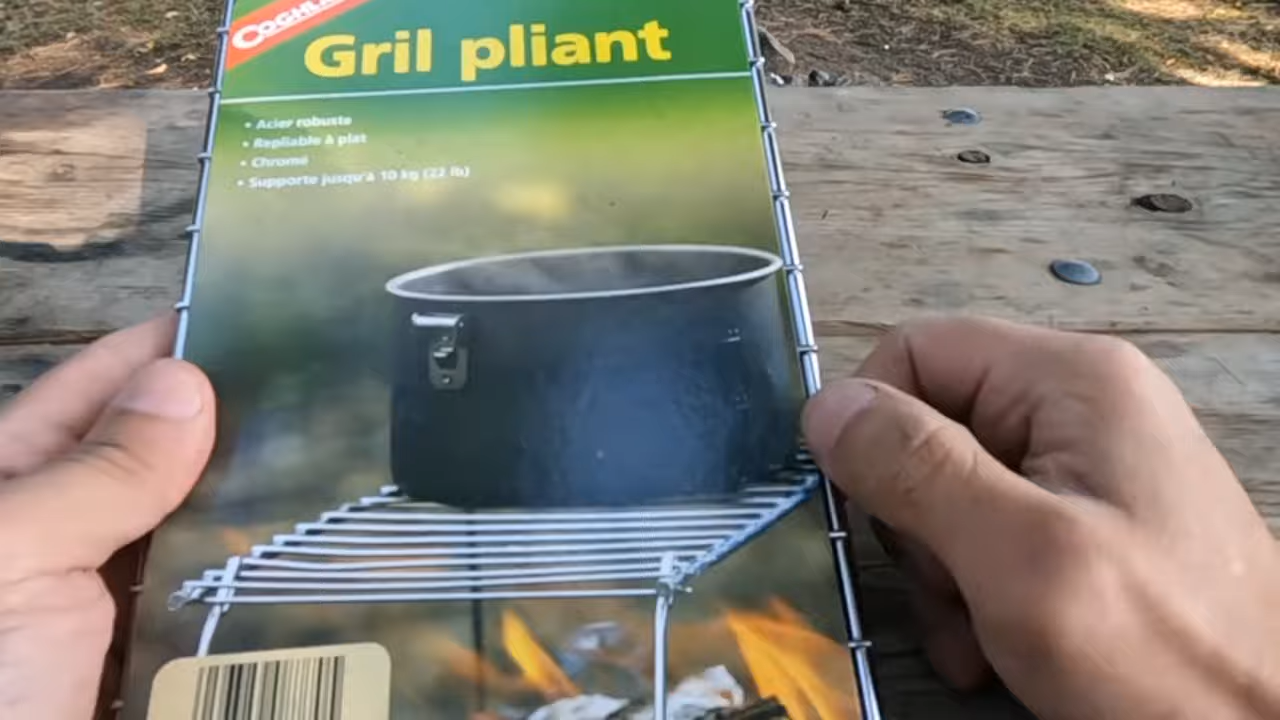 Gril pliant
• Acier robuste
• Repliable à plat
• Chromé
• Supporte jusqu'à 10 kg (22 lb)